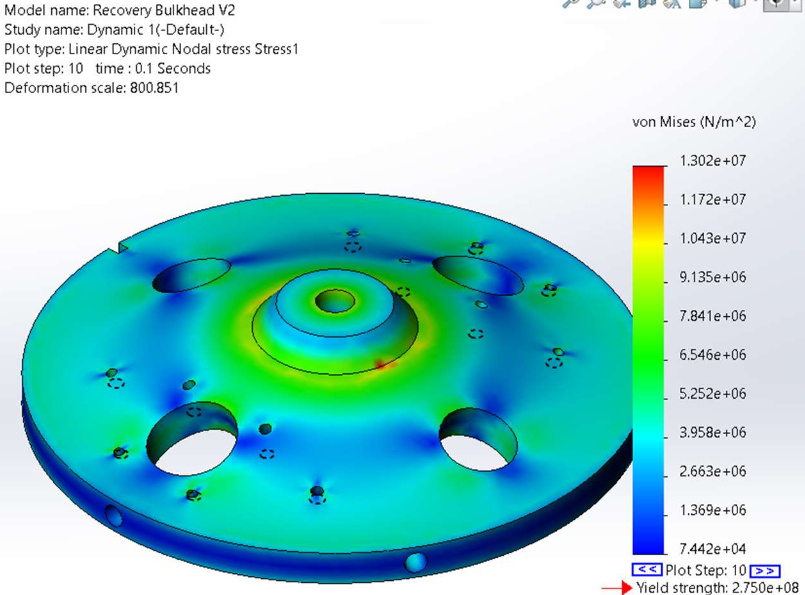 Model name: Recovery Bulkhead V2
Study name: Dynamic 1(-Default-)
Plot type: Linear Dynamic Nodal stress Stress1
Plot step: 10 time : 0.1 Seconds
Deformation scale: 800.851
von Mises (N/m^2)
1.302e+07
1.172e+07
1.043e+07
9.135e+06
7.841e+06
6.546e+06
5.252e+06
3.958e+06
2.663e+06
1.369e+06
7.442e+04
<< Plot Step: 10 >>
Yield strength: 2.750e+08